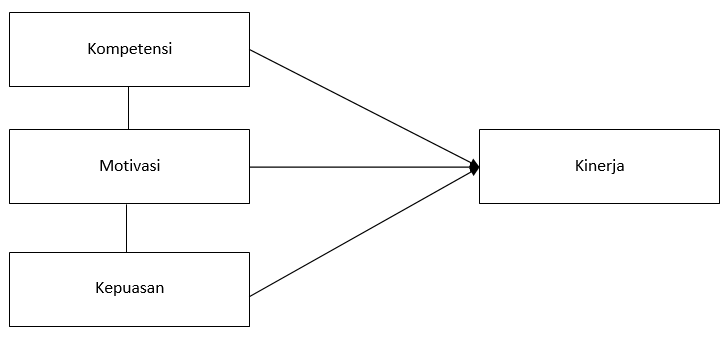 Kompetensi
Motivasi
Kinerja
Kepuasan